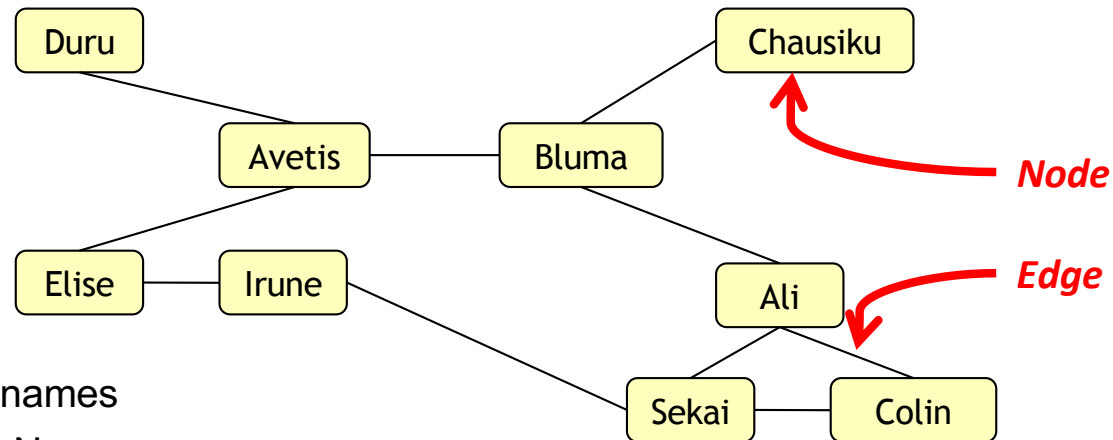 Duru
Chausiku
Avetis
Bluma
Node
Elise
Irune
Ali
Edge
names
Sekai
Colin